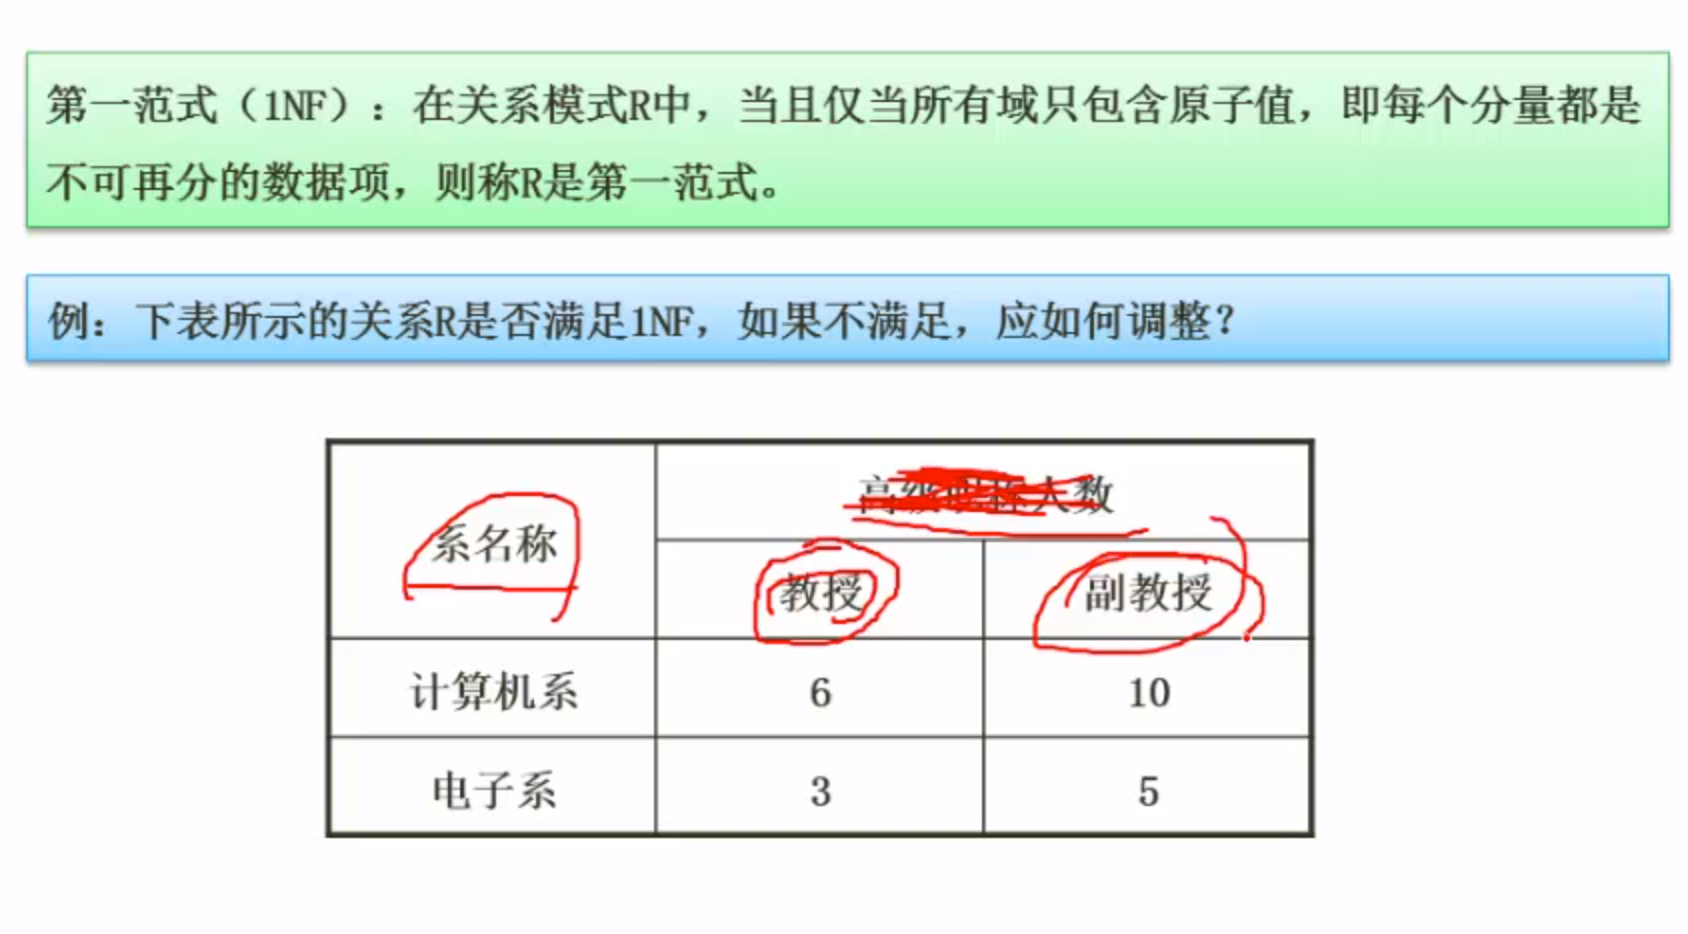 第一范式（1NF）：在关系模式R中，当且仅当所有域只包含原子值，即每个分量都是
不可再分的数据项，则称R是第一范式。
例：下表所示的关系R是否满足1NF，如果不满足，应如何调整？
系名称
高级职称人数
教授
副教授
计算机系
6
10
电子系
3
5